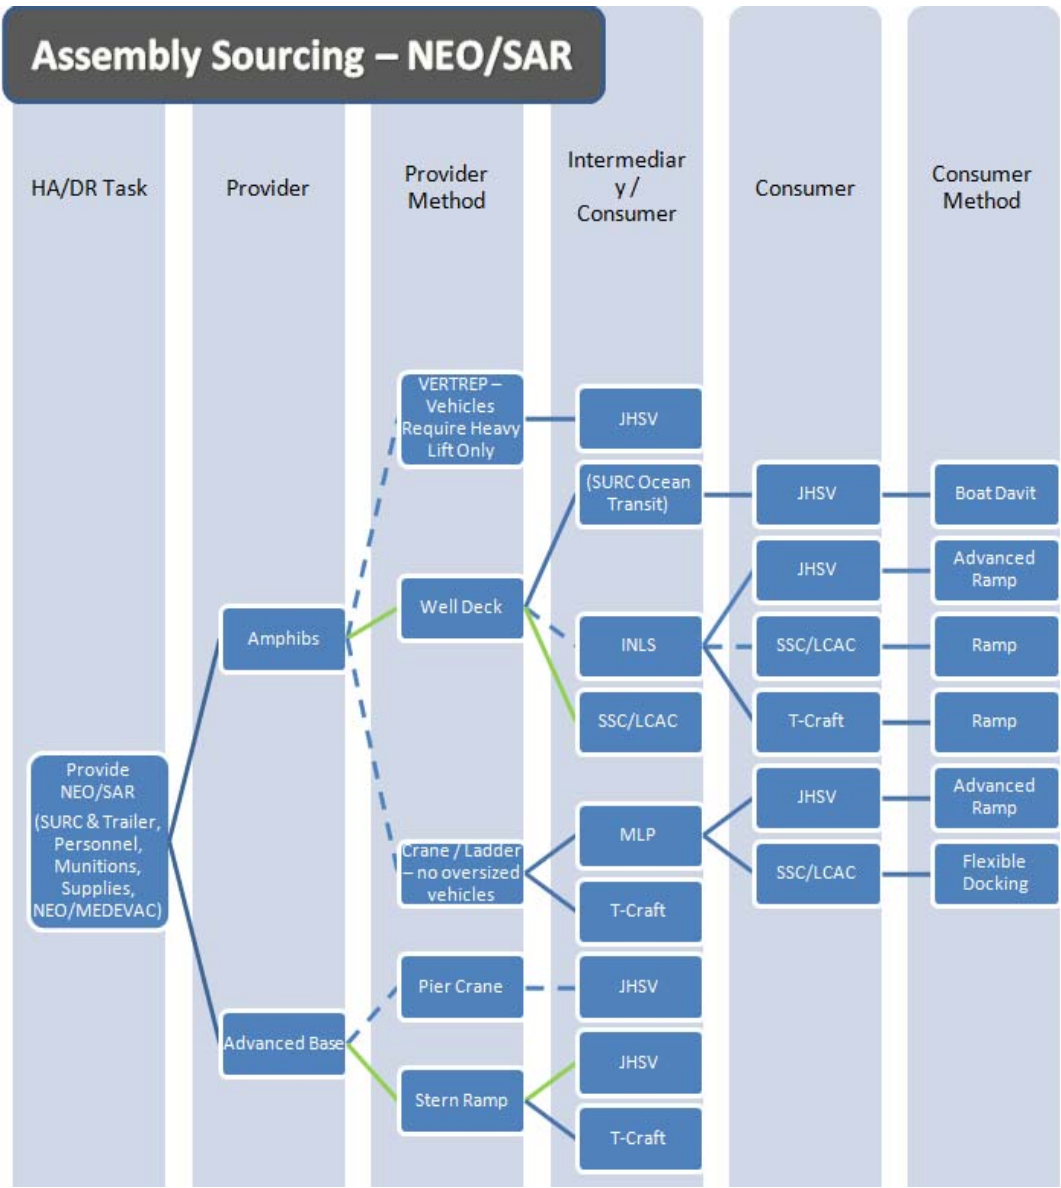 Assembly Sourcing – NEO/SAR
HA/DR Task
Provider
Provider
Method
Intermediar
y /
Consumer
Consumer
Consumer
Method
VERTREP –
Vehicles
Require Heavy
Lift Only
JHSV
(SURC Ocean
Transit)
JHSV
Boat Davit
JHSV
Advanced
Ramp
Well Deck
Amphibs
INLS
SSC/LCAC
Ramp
SSC/LCAC
T-Craft
Ramp
Provide
NEO/SAR
(SURC & Trailer,
Personnel,
Munitions,
Supplies,
NEO/MEDEVAC)
JHSV
Advanced
Ramp
MLP
Crane / Ladder
– no oversized
vehicles
SSC/LCAC
Flexible
Docking
T-Craft
Pier Crane
JHSV
Advanced Base
JHSV
Stern Ramp
T-Craft